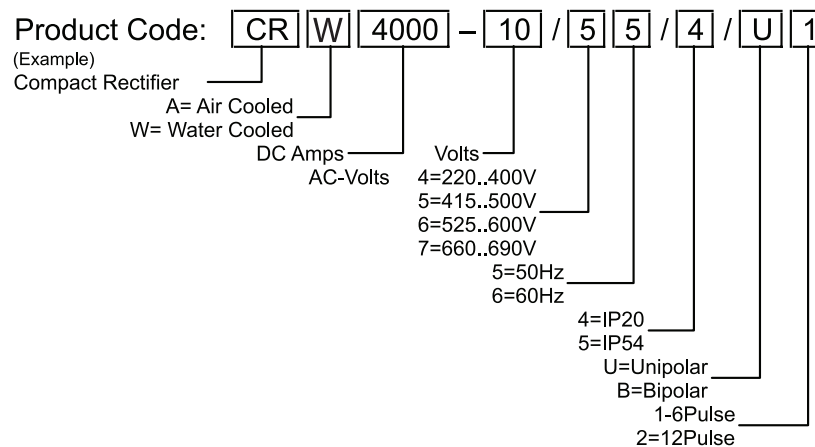 Product Code: CR W 4000 – 10 / 5 5 / 4 / U 1
(Example)
Compact Rectifier
A= Air Cooled
W= Water Cooled
DC Amps
Volts
AC-Volts
4=220..400V
5=415..500V
6=525..600V
7=660..690V
5=50Hz
6=60Hz
4=IP20
5=IP54
U=Unipolar
B=Bipolar
1-6Pulse
2=12Pulse